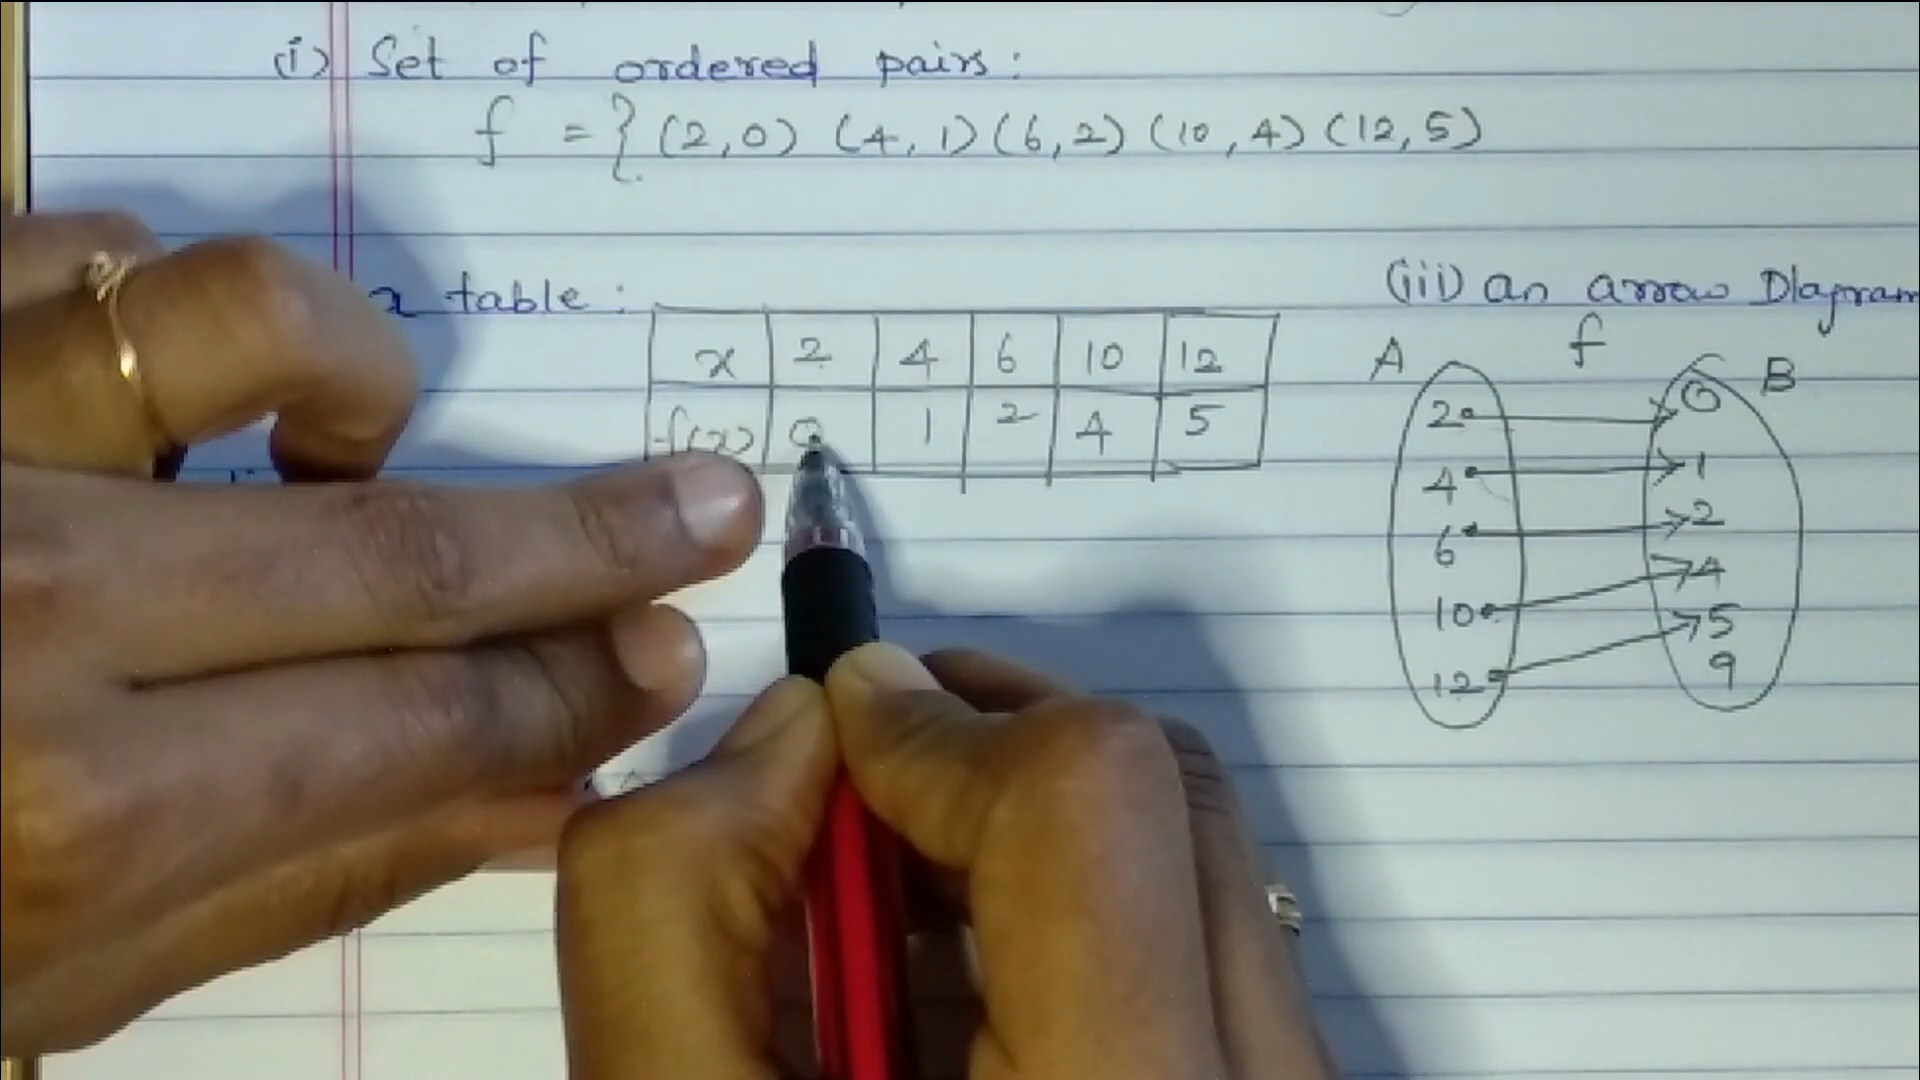 (i) Set of ordered pairs:
f = { (2,0) (4,1) (6,2) (10,4) (12,5)
a table:
x 2 4 6 10 12
f(x) 0 1 2 4 5
(iii) an arrow Diagram
A f B
2 0
4 1
6 2
10 4
12 5
9